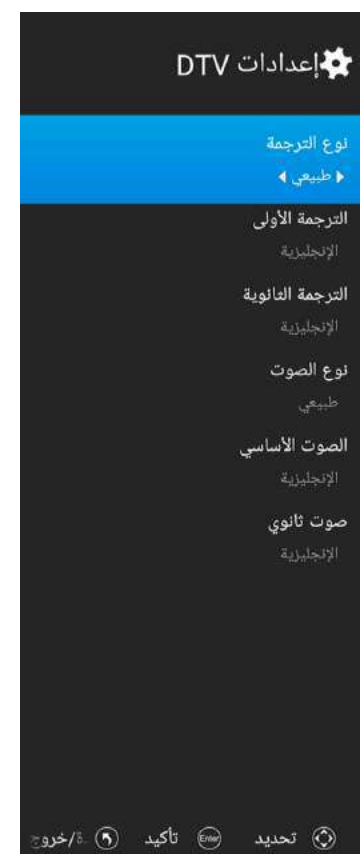 إعدادات DTV
نوع الترجمة
طبيعي
الترجمة الأولى
الإنجليزية
الترجمة الثانوية
الإنجليزية
نوع الصوت
طبيعي
الصوت الأساسي
الإنجليزية
صوت ثانوي
الإنجليزية
تحديد Enter تأكيد ة/خروج